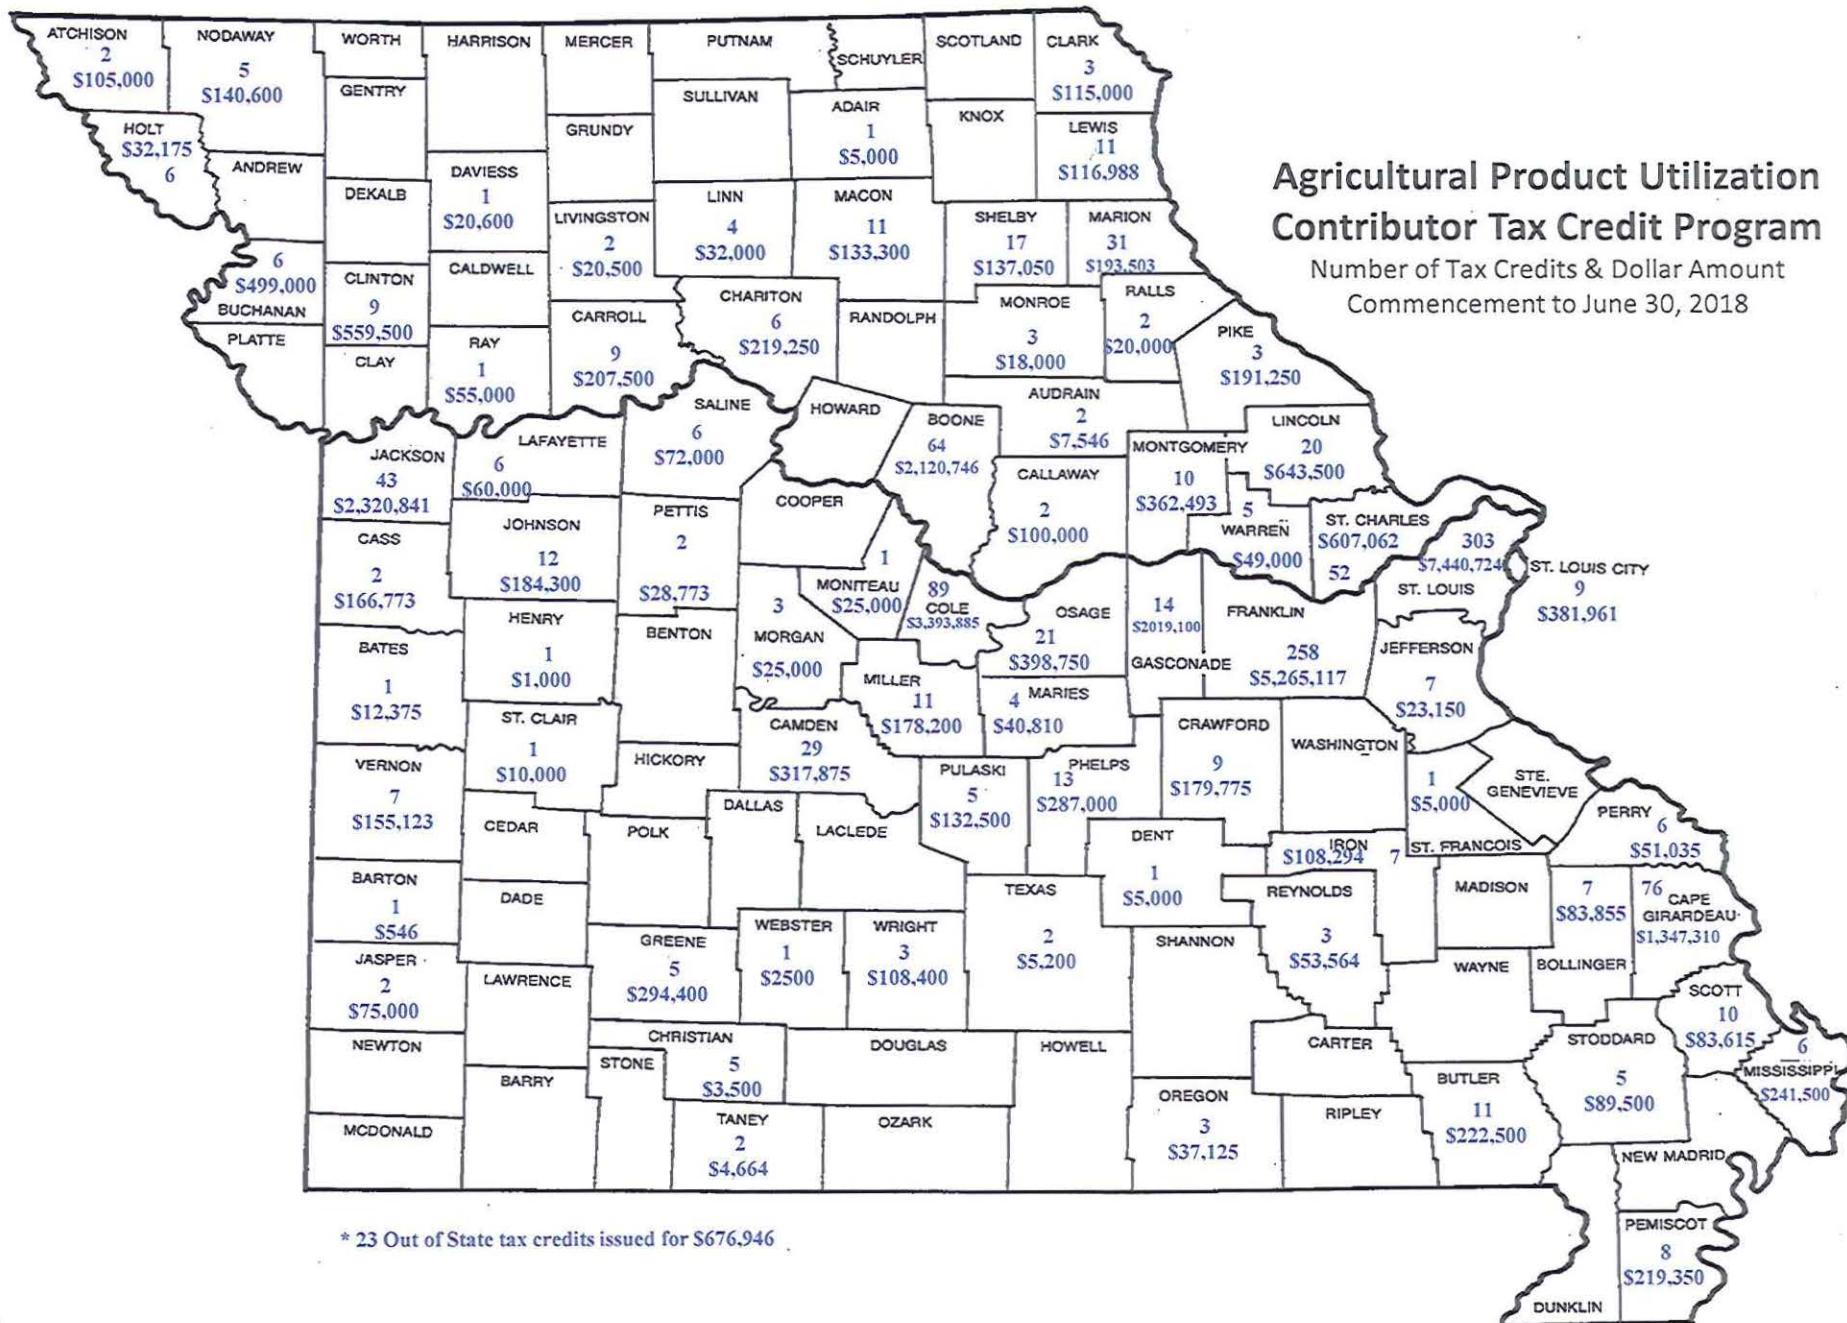 Agricultural Product Utilization
Contributor Tax Credit Program
Number of Tax Credits & Dollar Amount
Commencement to June 30, 2018
ATCHISON
2
$105,000
NODAWAY
5
$140,600
WORTH
HARRISON
MERCER
PUTNAM
SCHUYLER
SCOTLAND
CLARK
3
$115,000
GENTRY
SULLIVAN
ADAIR
1
$5,000
KNOX
LEWIS
11
$116,988
HOLT
$32,175
6
ANDREW
DEKALB
DAVIESS
1
$20,600
GRUNDY
LIVINGSTON
2
$20,500
LINN
4
$32,000
MACON
11
$133,300
SHELBY
17
$137,050
MARION
31
$193,503
6
$499,000
BUCHANAN
CLINTON
9
$559,500
CALDWELL
CARROLL
9
$207,500
CHARITON
6
$219,250
RANDOLPH
MONROE
3
$18,000
RALLS
2
$20,000
PIKE
3
$191,250
PLATTE
CLAY
RAY
1
$55,000
SALINE
6
$72,000
HOWARD
BOONE
64
$2,120,746
AUDRAIN
2
$7,546
MONTGOMERY
10
$362,493
LINCOLN
20
$643,500
JACKSON
43
$2,320,841
LAFAYETTE
6
$60,000
COOPER
CALLAWAY
2
$100,000
5
WARREN
$49,000
ST. CHARLES
$607,062
52
303
$7,440,724
ST. LOUIS
ST. LOUIS CITY
9
$381,961
CASS
2
$166,773
JOHNSON
12
$184,300
PETTIS
2
$28,773
1
MONITEAU
$25,000
89
COLE
$3,393,885
OSAGE
21
$398,750
14
$2019,100
GASCONADE
FRANKLIN
258
$5,265,117
JEFFERSON
7
$23,150
BATES
1
$12,375
HENRY
1
$1,000
BENTON
3
MORGAN
$25,000
MILLER
11
$178,200
MARIES
4
$40,810
CRAWFORD
9
$179,775
WASHINGTON
VERNON
7
$155,123
ST. CLAIR
1
$10,000
HICKORY
CAMDEN
29
$317,875
PULASKI
5
$132,500
PHELPS
13
$287,000
1
$5,000
ST. FRANCOIS
STE.
GENEVIEVE
PERRY
6
$51,035
CEDAR
POLK
DALLAS
LACLEDE
DENT
1
$5,000
IRON
$108,294
7
BARTON
1
$546
DADE
TEXAS
2
$5,200
REYNOLDS
3
$53,564
MADISON
7
$83,855
BOLLINGER
76
CAPE
GIRARDEAU
$1,347,310
JASPER
2
$75,000
LAWRENCE
GREENE
5
$294,400
WEBSTER
1
$2500
WRIGHT
3
$108,400
SHANNON
WAYNE
SCOTT
10
$83,615
NEWTON
BARRY
STONE
CHRISTIAN
5
$3,500
DOUGLAS
HOWELL
CARTER
STODDARD
5
$89,500
6
MISSISSIPPI
$241,500
MCDONALD
TANEY
2
$4,664
OZARK
OREGON
3
$37,125
RIPLEY
BUTLER
11
$222,500
NEW MADRID
PEMISCOT
8
$219,350
DUNKLIN
* 23 Out of State tax credits issued for $676,946